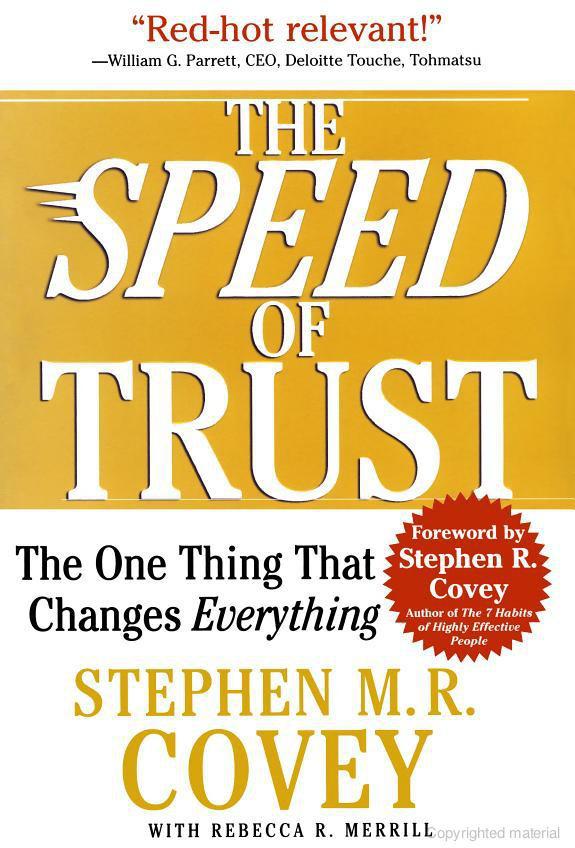 “Red-hot relevant!”
—William G. Parrett, CEO, Deloitte Touche, Tohmatsu
THE
SPEED
OF
TRUST
The One Thing That
Changes Everything
Foreword by
Stephen R.
Covey
Author of The 7 Habits
of Highly Effective
People
STEPHEN M.R.
COVEY
WITH REBECCA R. MERRILL
Copyrighted material